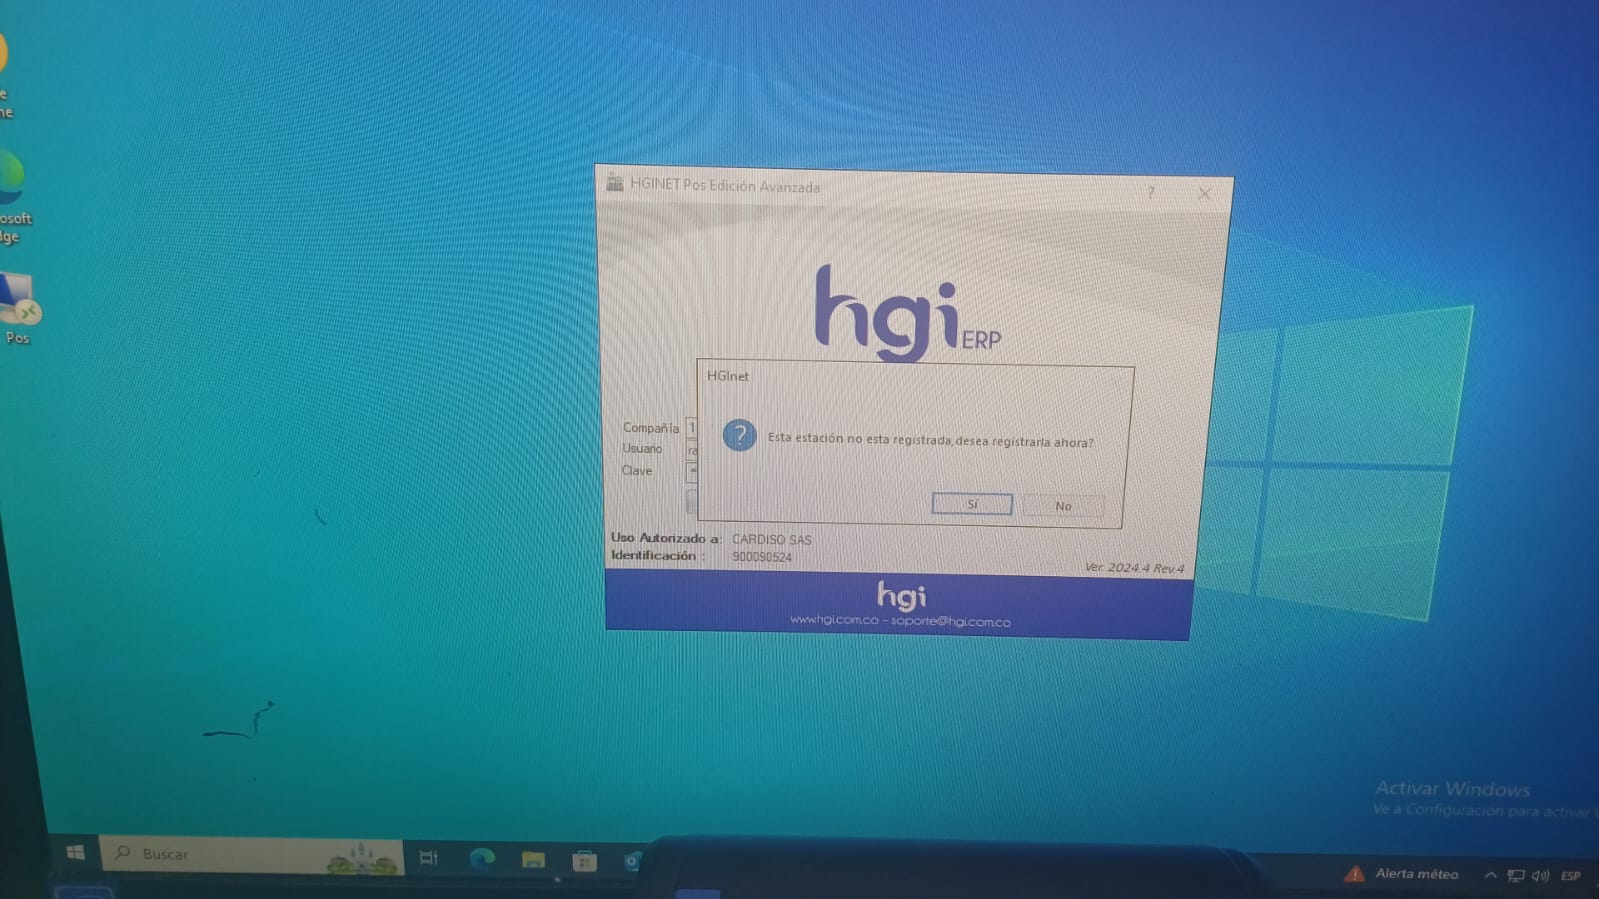 osoft
dge
Pos
HGINET Pos Edición Avanzada
?
hgi ERP
HGInet
?
Esta estación no esta registrada,desea registrarla ahora?
Sí
No
Compañia 1
Usuario ra
Clave
Uso Autorizado a: CARDISO SAS
Identificación : 900090524
Ver. 2024.4 Rev.4
hgi
www.hgi.com.co - soporte@hgi.com.co
Activar Windows
Ve a Configuración para activar
Buscar
Alerta méteo
ESP